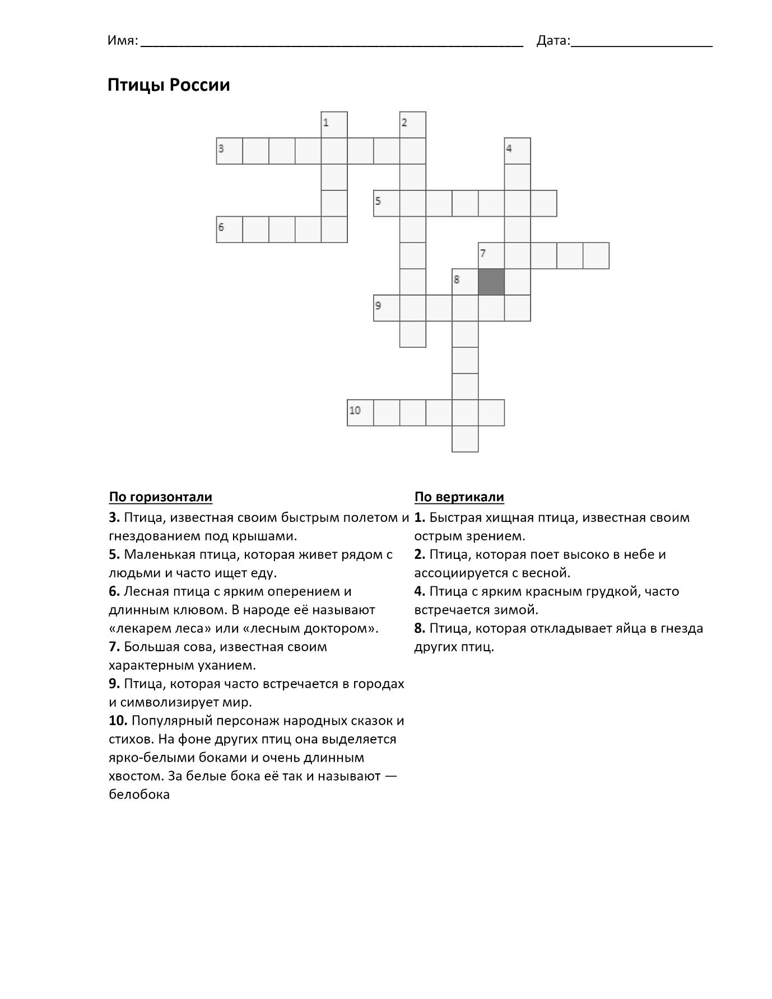 Имя: ______________________ Дата:______________________
Птицы России
1
2
3
4
5
6
7
8
9
10
По горизонтали
3. Птица, известная своим быстрым полетом и
гнездованием под крышами.
5. Маленькая птица, которая живет рядом с
людьми и часто ищет еду.
6. Лесная птица с ярким оперением и
длинным клювом. В народе её называют
«лекарем леса» или «лесным доктором».
7. Большая сова, известная своим
характерным уханием.
9. Птица, которая часто встречается в городах
и символизирует мир.
10. Популярный персонаж народных сказок и
стихов. На фоне других птиц она выделяется
ярко-белыми боками и очень длинным
хвостом. За белые бока её так и называют —
белобока
По вертикали
1. Быстрая хищная птица, известная своим
острым зрением.
2. Птица, которая поет высоко в небе и
ассоциируется с весной.
4. Птица с ярким красным грудкой, часто
встречается зимой.
8. Птица, которая откладывает яйца в гнезда
других птиц.